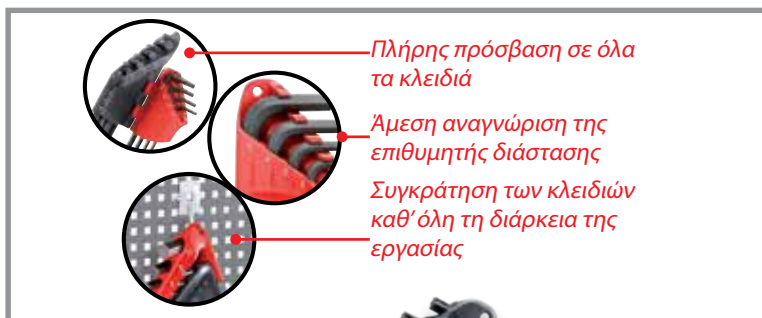 Πλήρης πρόσβαση σε όλα
τα κλειδιά
Άμεση αναγνώριση της
επιθυμητής διάστασης
Συγκράτηση των κλειδιών
καθ’ όλη τη διάρκεια της
εργασίας